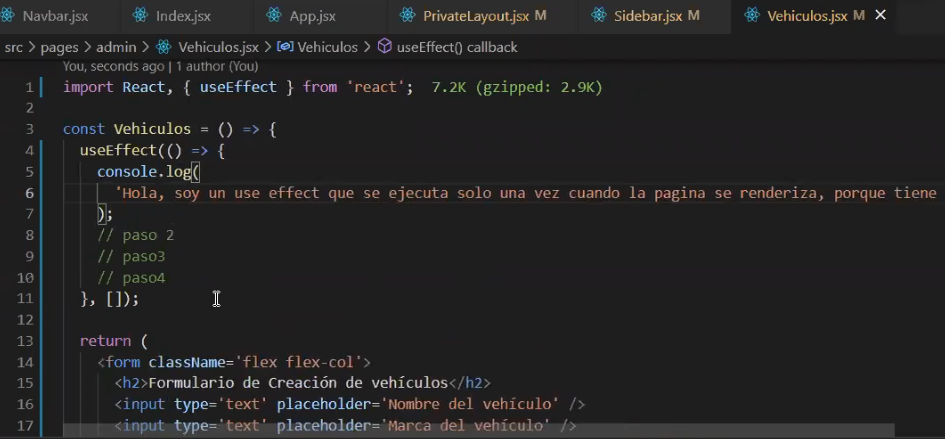 Navbar.jsx Index.jsx App.jsx PrivateLayout.jsx M Sidebar.jsx M Vehiculos.jsx M
src > pages > admin > Vehiculos.jsx > Vehiculos > useEffect() callback
You, seconds ago | 1 author (You)
1 import React, { useEffect } from 'react'; 7.2K (gzipped: 2.9K)
2
3 const Vehiculos = () => {
4 useEffect(() => {
5 console.log(
6 'Hola, soy un use effect que se ejecuta solo una vez cuando la pagina se renderiza, porque tiene
7 );
8 // paso 2
9 // paso3
10 // paso4
11 }, []);
12
13 return (
14 <form className='flex flex-col'>
15 <h2>Formulario de Creación de vehículos</h2>
16 <input type='text' placeholder='Nombre del vehículo' />
17 <input type='text' placeholder='Marca del vehículo' />